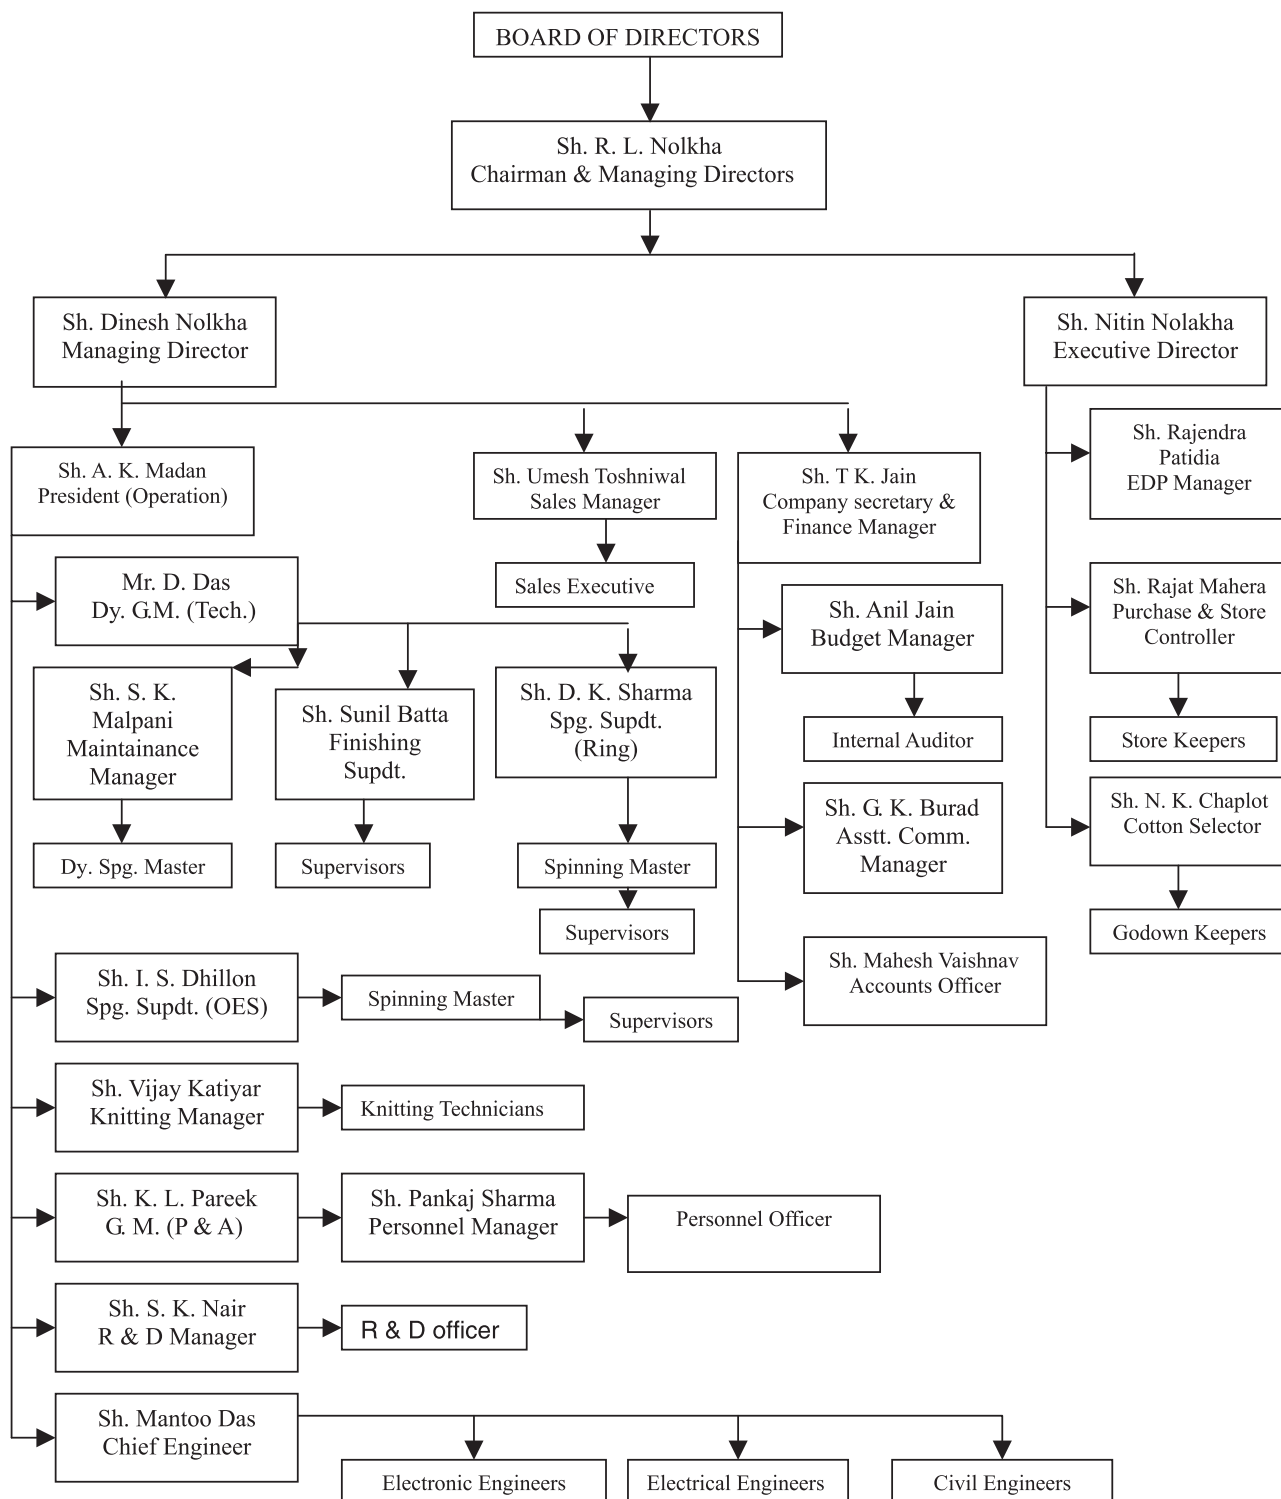 BOARD OF DIRECTORS
Sh. R. L. Nolkha
Chairman & Managing Directors
Sh. Dinesh Nolkha
Managing Director
Sh. Nitin Nolakha
Executive Director
Sh. A. K. Madan
President (Operation)
Sh. Umesh Toshniwal
Sales Manager
Sh. T K. Jain
Company secretary &
Finance Manager
Sh. Rajendra
Patidia
EDP Manager
Mr. D. Das
Dy. G.M. (Tech.)
Sales Executive
Sh. Anil Jain
Budget Manager
Sh. Rajat Mahera
Purchase & Store
Controller
Sh. S. K.
Malpani
Maintainance
Manager
Sh. Sunil Batta
Finishing
Supdt.
Sh. D. K. Sharma
Spg. Supdt.
(Ring)
Internal Auditor
Store Keepers
Sh. G. K. Burad
Asstt. Comm.
Manager
Sh. N. K. Chaplot
Cotton Selector
Dy. Spg. Master
Supervisors
Spinning Master
Supervisors
Godown Keepers
Sh. I. S. Dhillon
Spg. Supdt. (OES)
Spinning Master
Supervisors
Sh. Mahesh Vaishnav
Accounts Officer
Sh. Vijay Katiyar
Knitting Manager
Knitting Technicians
Sh. K. L. Pareek
G. M. (P & A)
Sh. Pankaj Sharma
Personnel Manager
Personnel Officer
Sh. S. K. Nair
R & D Manager
R & D officer
Sh. Mantoo Das
Chief Engineer
Electronic Engineers
Electrical Engineers
Civil Engineers